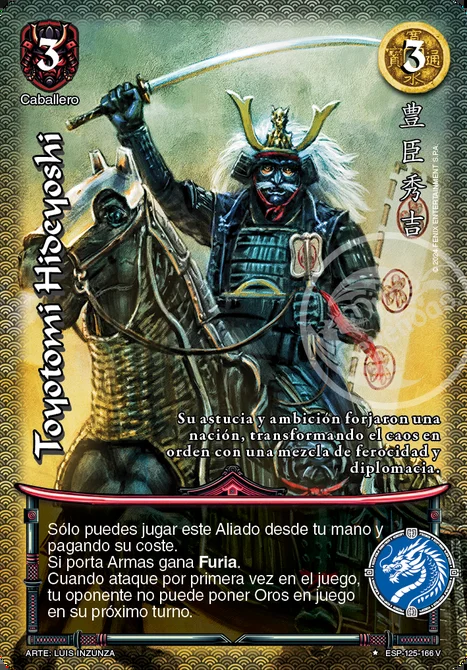 3
3
Caballero
豊臣秀吉
Toyotomi Hideyoshi
Su astucia y ambición forjaron una
nación, transformando el caos en
orden con una mezcla de ferocidad y
diplomacia.
Sólo puedes jugar este Aliado desde tu mano y
pagando su coste.
Si porta Armas gana Furia.
Cuando ataque por primera vez en el juego,
tu oponente no puede poner Oros en juego
en su próximo turno.
ARTE: LUIS INZUNZA
ESP-125-166 V